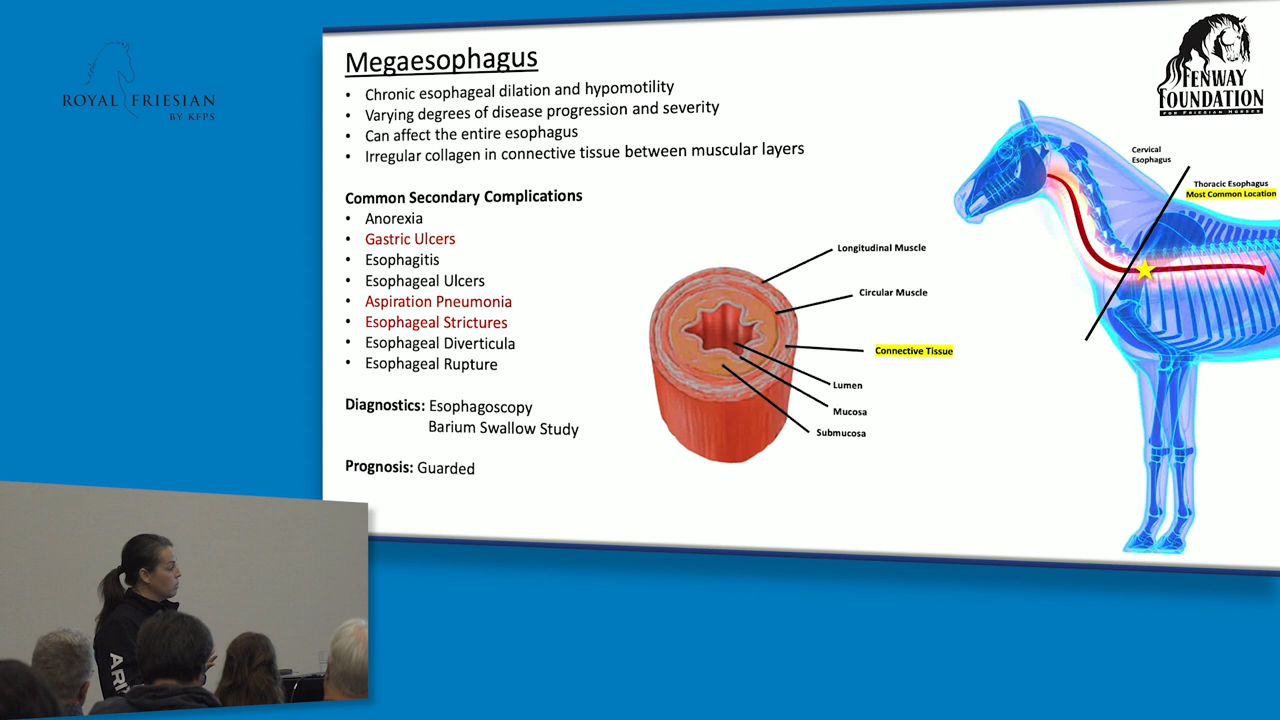 ROYAL FRIESIAN
BY KFPS
Megaesophagus
• Chronic esophageal dilation and hypomotility
• Varying degrees of disease progression and severity
• Can affect the entire esophagus
• Irregular collagen in connective tissue between muscular layers
Common Secondary Complications
• Anorexia
• Gastric Ulcers
• Esophagitis
• Esophageal Ulcers
• Aspiration Pneumonia
• Esophageal Strictures
• Esophageal Diverticula
• Esophageal Rupture
Diagnostics: Esophagoscopy
Barium Swallow Study
Prognosis: Guarded
Longitudinal Muscle
Circular Muscle
Connective Tissue
Lumen
Mucosa
Submucosa
FENWAY
FOUNDATION
FOR FRIESIAN HORSES
Cervical
Esophagus
Thoracic Esophagus
Most Common Location
ARI